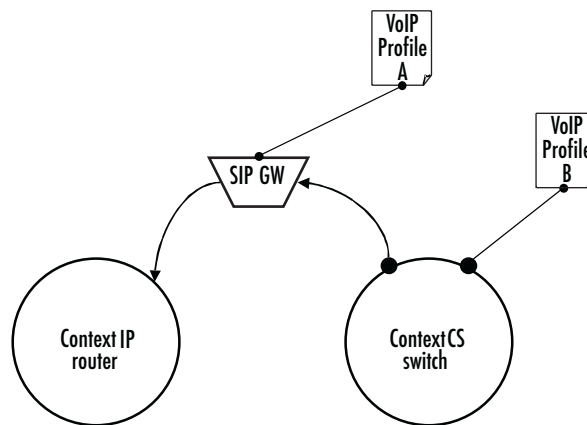 VoIP
Profile
A
VoIP
Profile
B
SIP GW
Context IP
router
Context CS
switch